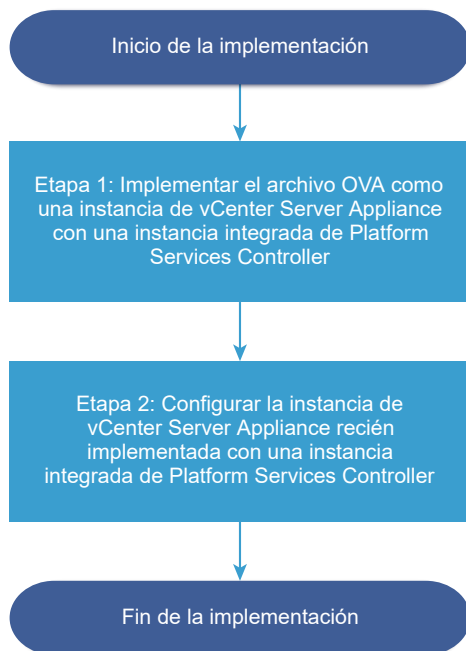 Inicio de la implementación
Etapa 1: Implementar el archivo OVA como
una instancia de vCenter Server Appliance
con una instancia integrada de Platform
Services Controller
Etapa 2: Configurar la instancia de
vCenter Server Appliance recién
implementada con una instancia
integrada de Platform Services Controller
Fin de la implementación